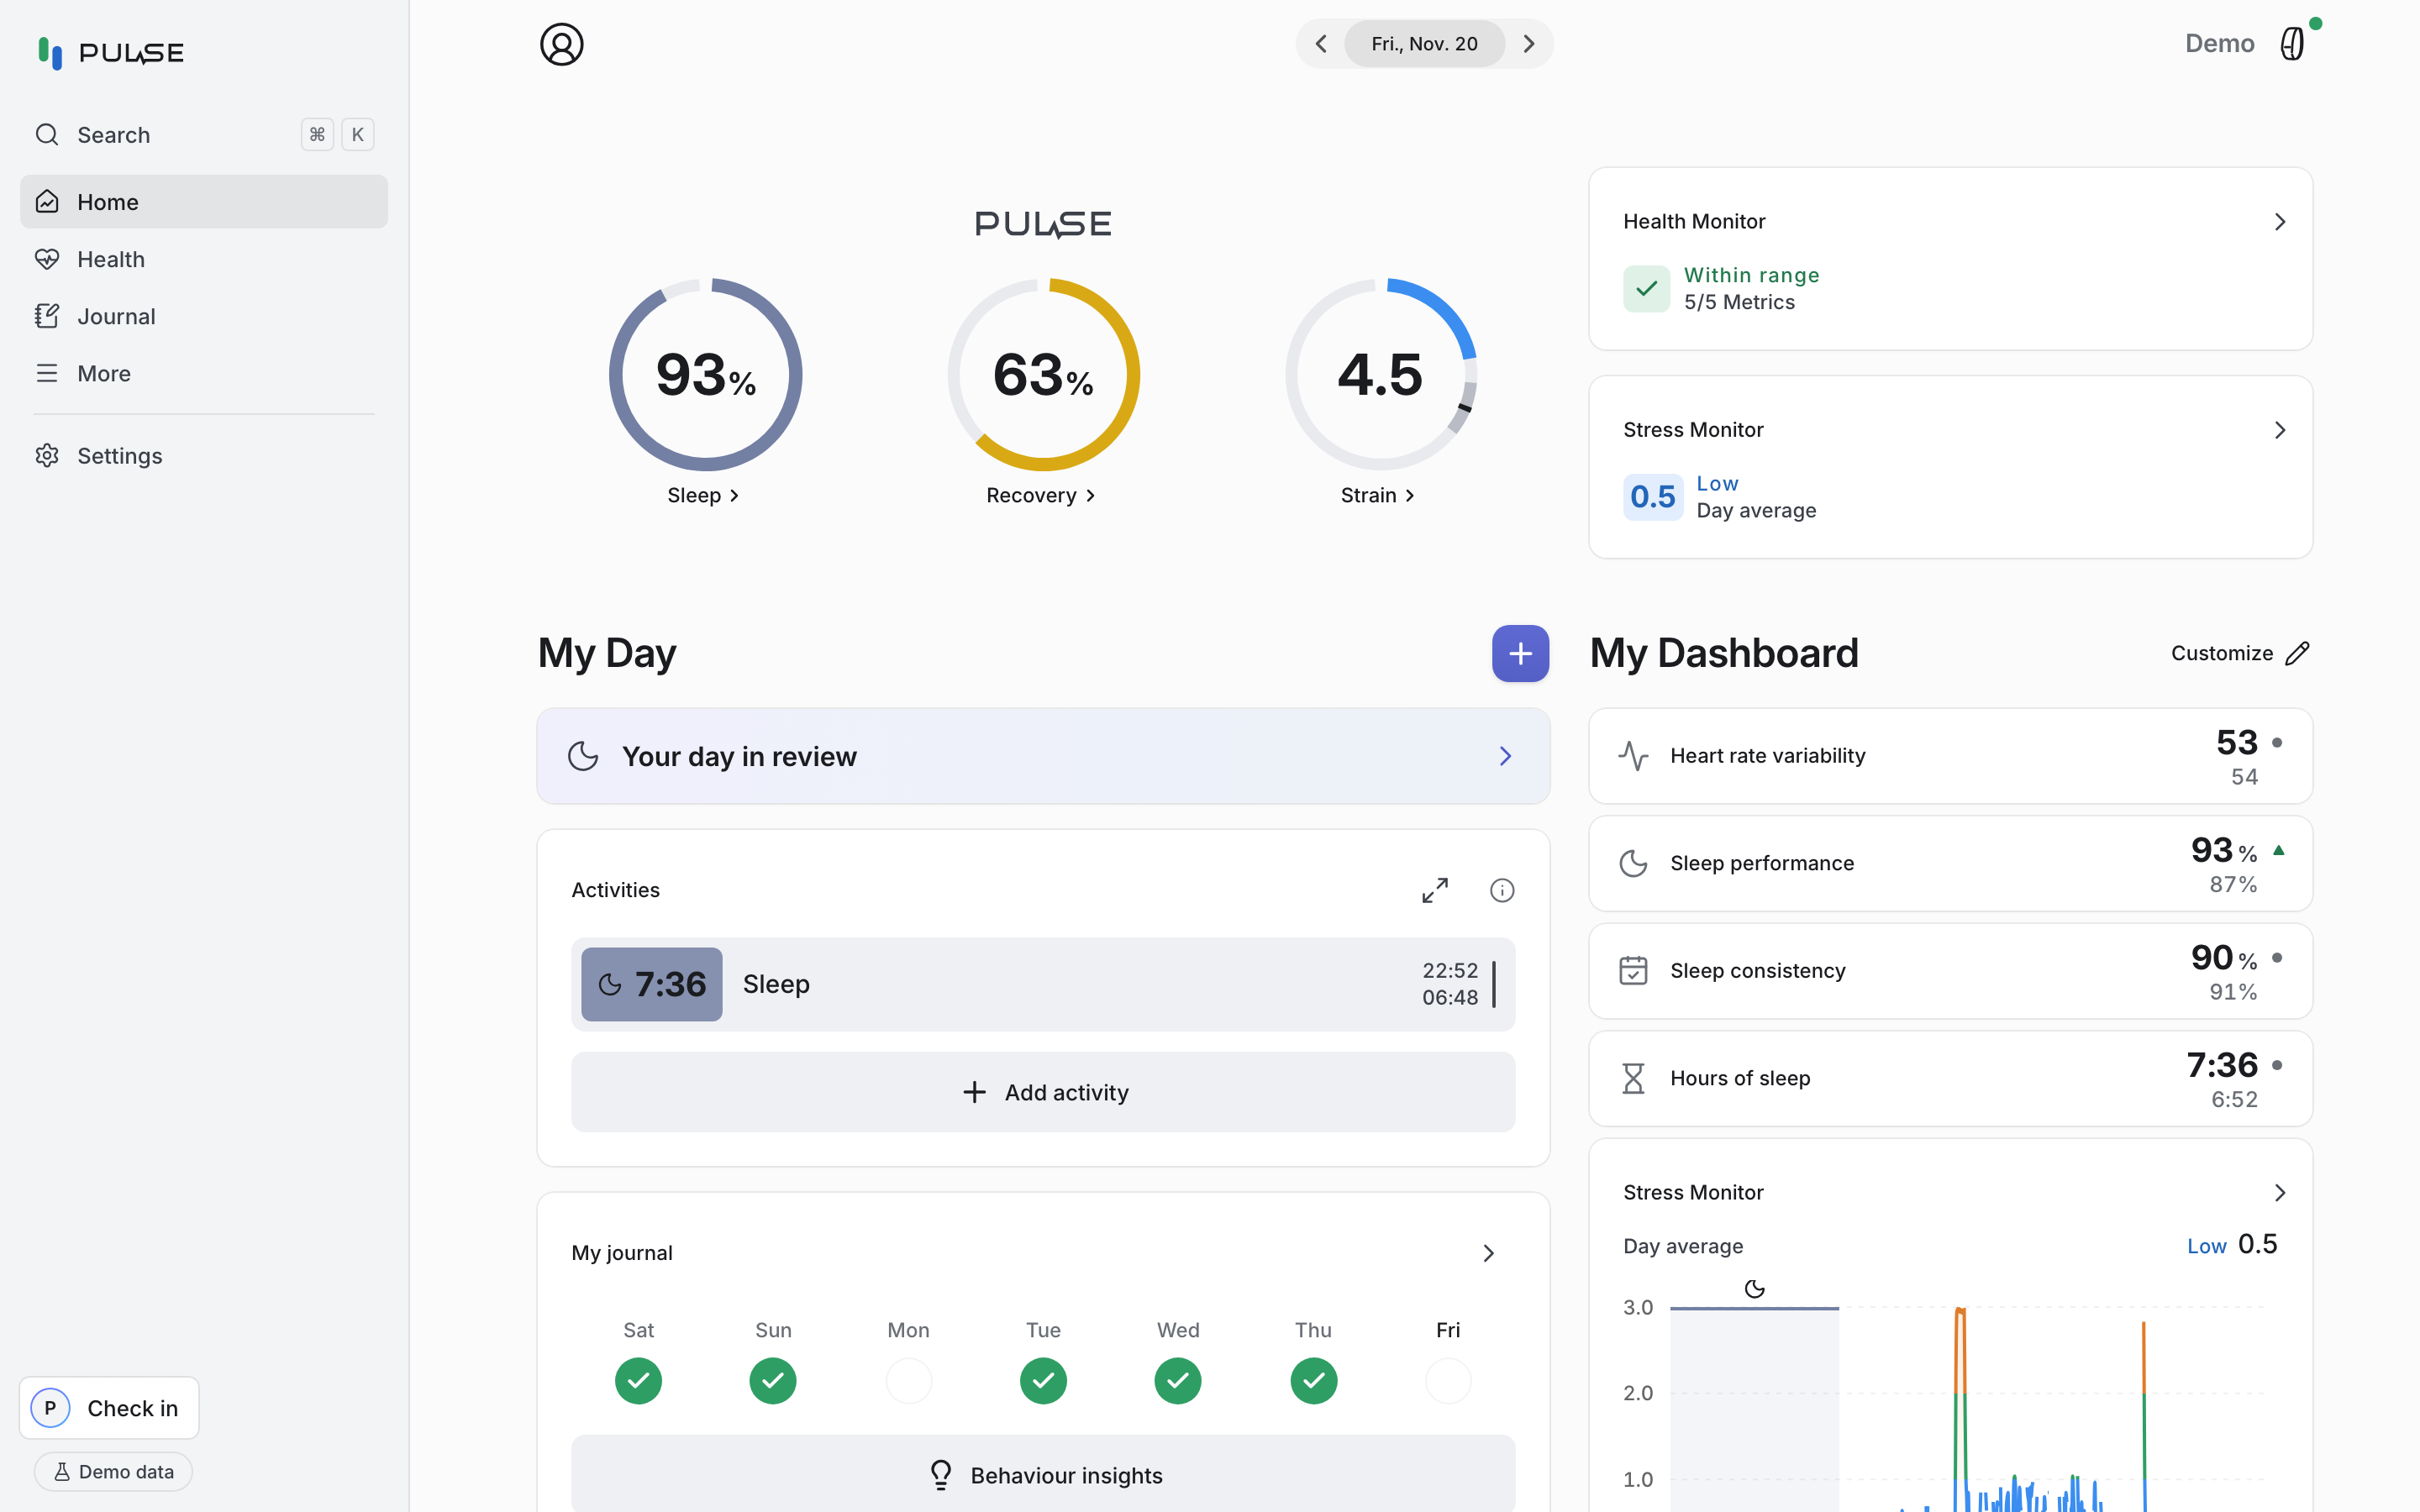 PULSE
Search ⌘ K
Home
Health
Journal
More
Settings
P Check in
Demo data
Fri., Nov. 20
Demo
PULSE
93%
Sleep
63%
Recovery
4.5
Strain
Health Monitor
Within range
5/5 Metrics
Stress Monitor
0.5
Low
Day average
My Day
Your day in review
Activities
7:36 Sleep
22:52
06:48
Add activity
My journal
Sat Sun Mon Tue Wed Thu Fri
Behaviour insights
My Dashboard
Customize
Heart rate variability
53
54
Sleep performance
93 %
87%
Sleep consistency
90 %
91%
Hours of sleep
7:36
6:52
Stress Monitor
Day average
Low 0.5
3.0
2.0
1.0